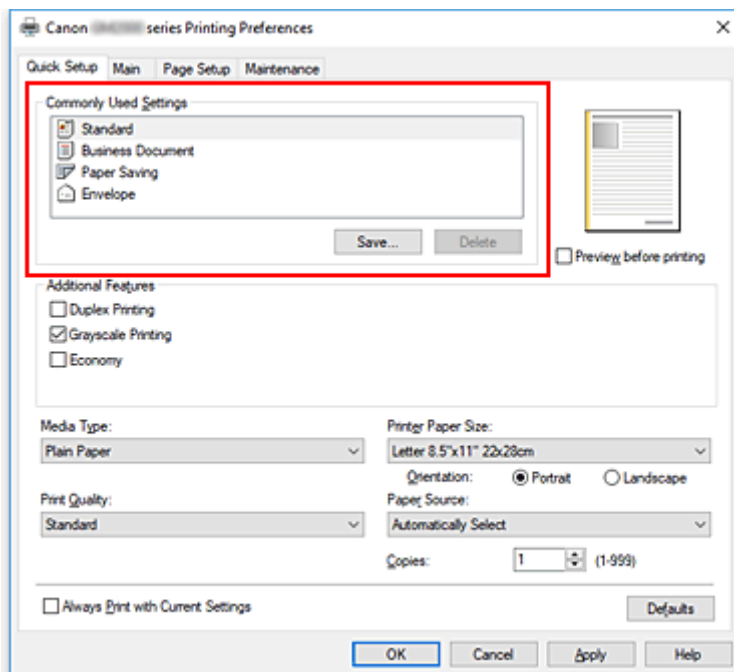 Canon series Printing Preferences
Quick Setup Main Page Setup Maintenance
Commonly Used Settings
Standard
Business Document
Paper Saving
Envelope
Save... Delete
Preview before printing
Additional Features
Duplex Printing
Grayscale Printing
Economy
Media Type: Printer Paper Size:
Plain Paper Letter 8.5"x11" 22x28cm
Orientation: Portrait Landscape
Print Quality: Paper Source:
Standard Automatically Select
Copies: 1 (1-999)
Always Print with Current Settings Defaults
OK Cancel Apply Help